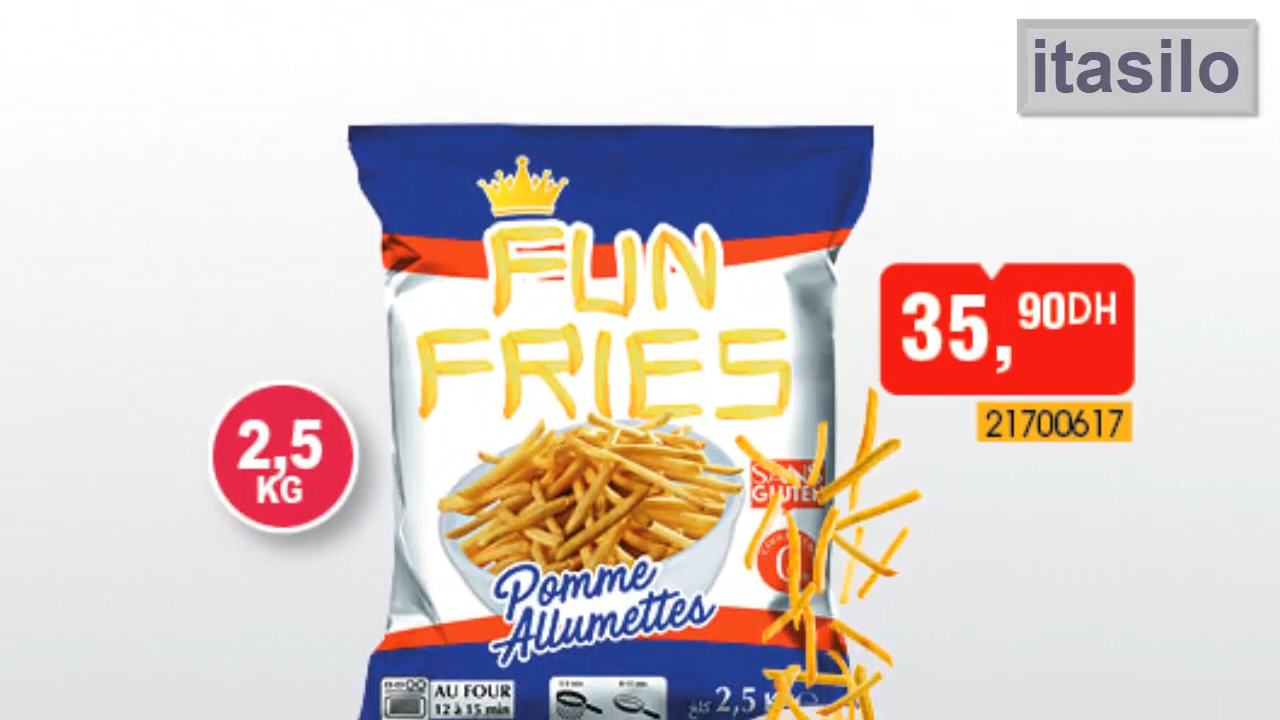 itasilo
FUN
FRIES
35,90DH
21700617
2,5
KG
SANS
GLUTEN
0
Pomme
Allumettes
AU FOUR
12 à 15 min
2,5